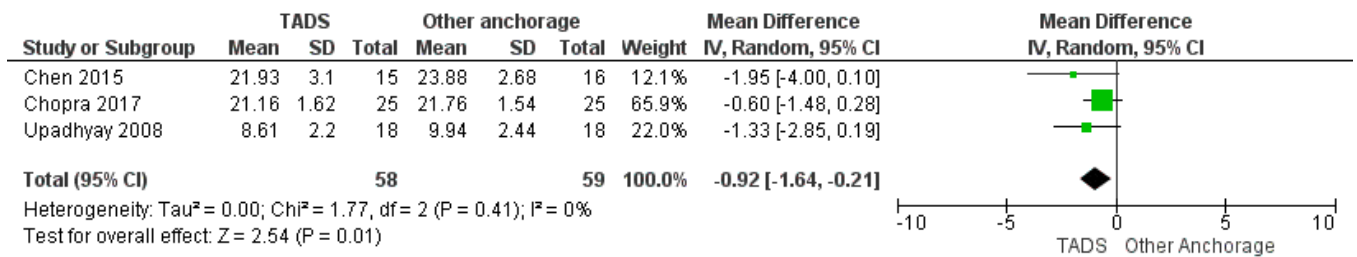 TADS Other anchorage Mean Difference Mean Difference
Study or Subgroup Mean SD Total Mean SD Total Weight IV, Random, 95% CI IV, Random, 95% CI
Chen 2015 21.93 3.1 15 23.88 2.68 16 12.1% -1.95 [-4.00, 0.10]
Chopra 2017 21.16 1.62 25 21.76 1.54 25 65.9% -0.60 [-1.48, 0.28]
Upadhyay 2008 8.61 2.2 18 9.94 2.44 18 22.0% -1.33 [-2.85, 0.19]
Total (95% CI) 58 59 100.0% -0.92 [-1.64, -0.21]
Heterogeneity: Tau² = 0.00; Chi² = 1.77, df = 2 (P = 0.41); I² = 0%
Test for overall effect: Z = 2.54 (P = 0.01)
-10 -5 0 5 10
TADS Other Anchorage